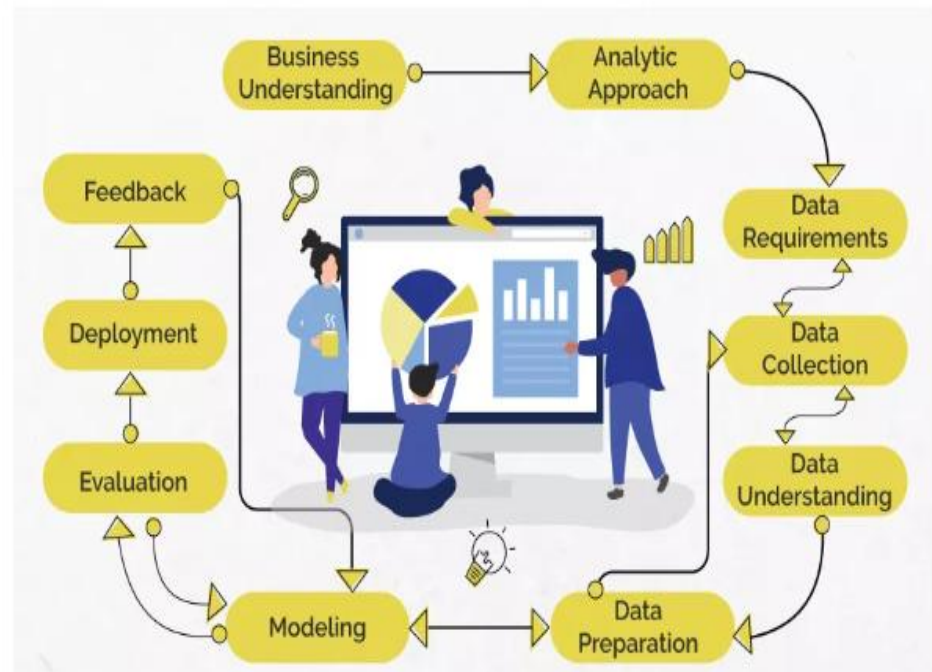 Business
Understanding
Analytic
Approach
Feedback
Data
Requirements
Deployment
Data
Collection
Evaluation
Data
Understanding
Modeling
Data
Preparation